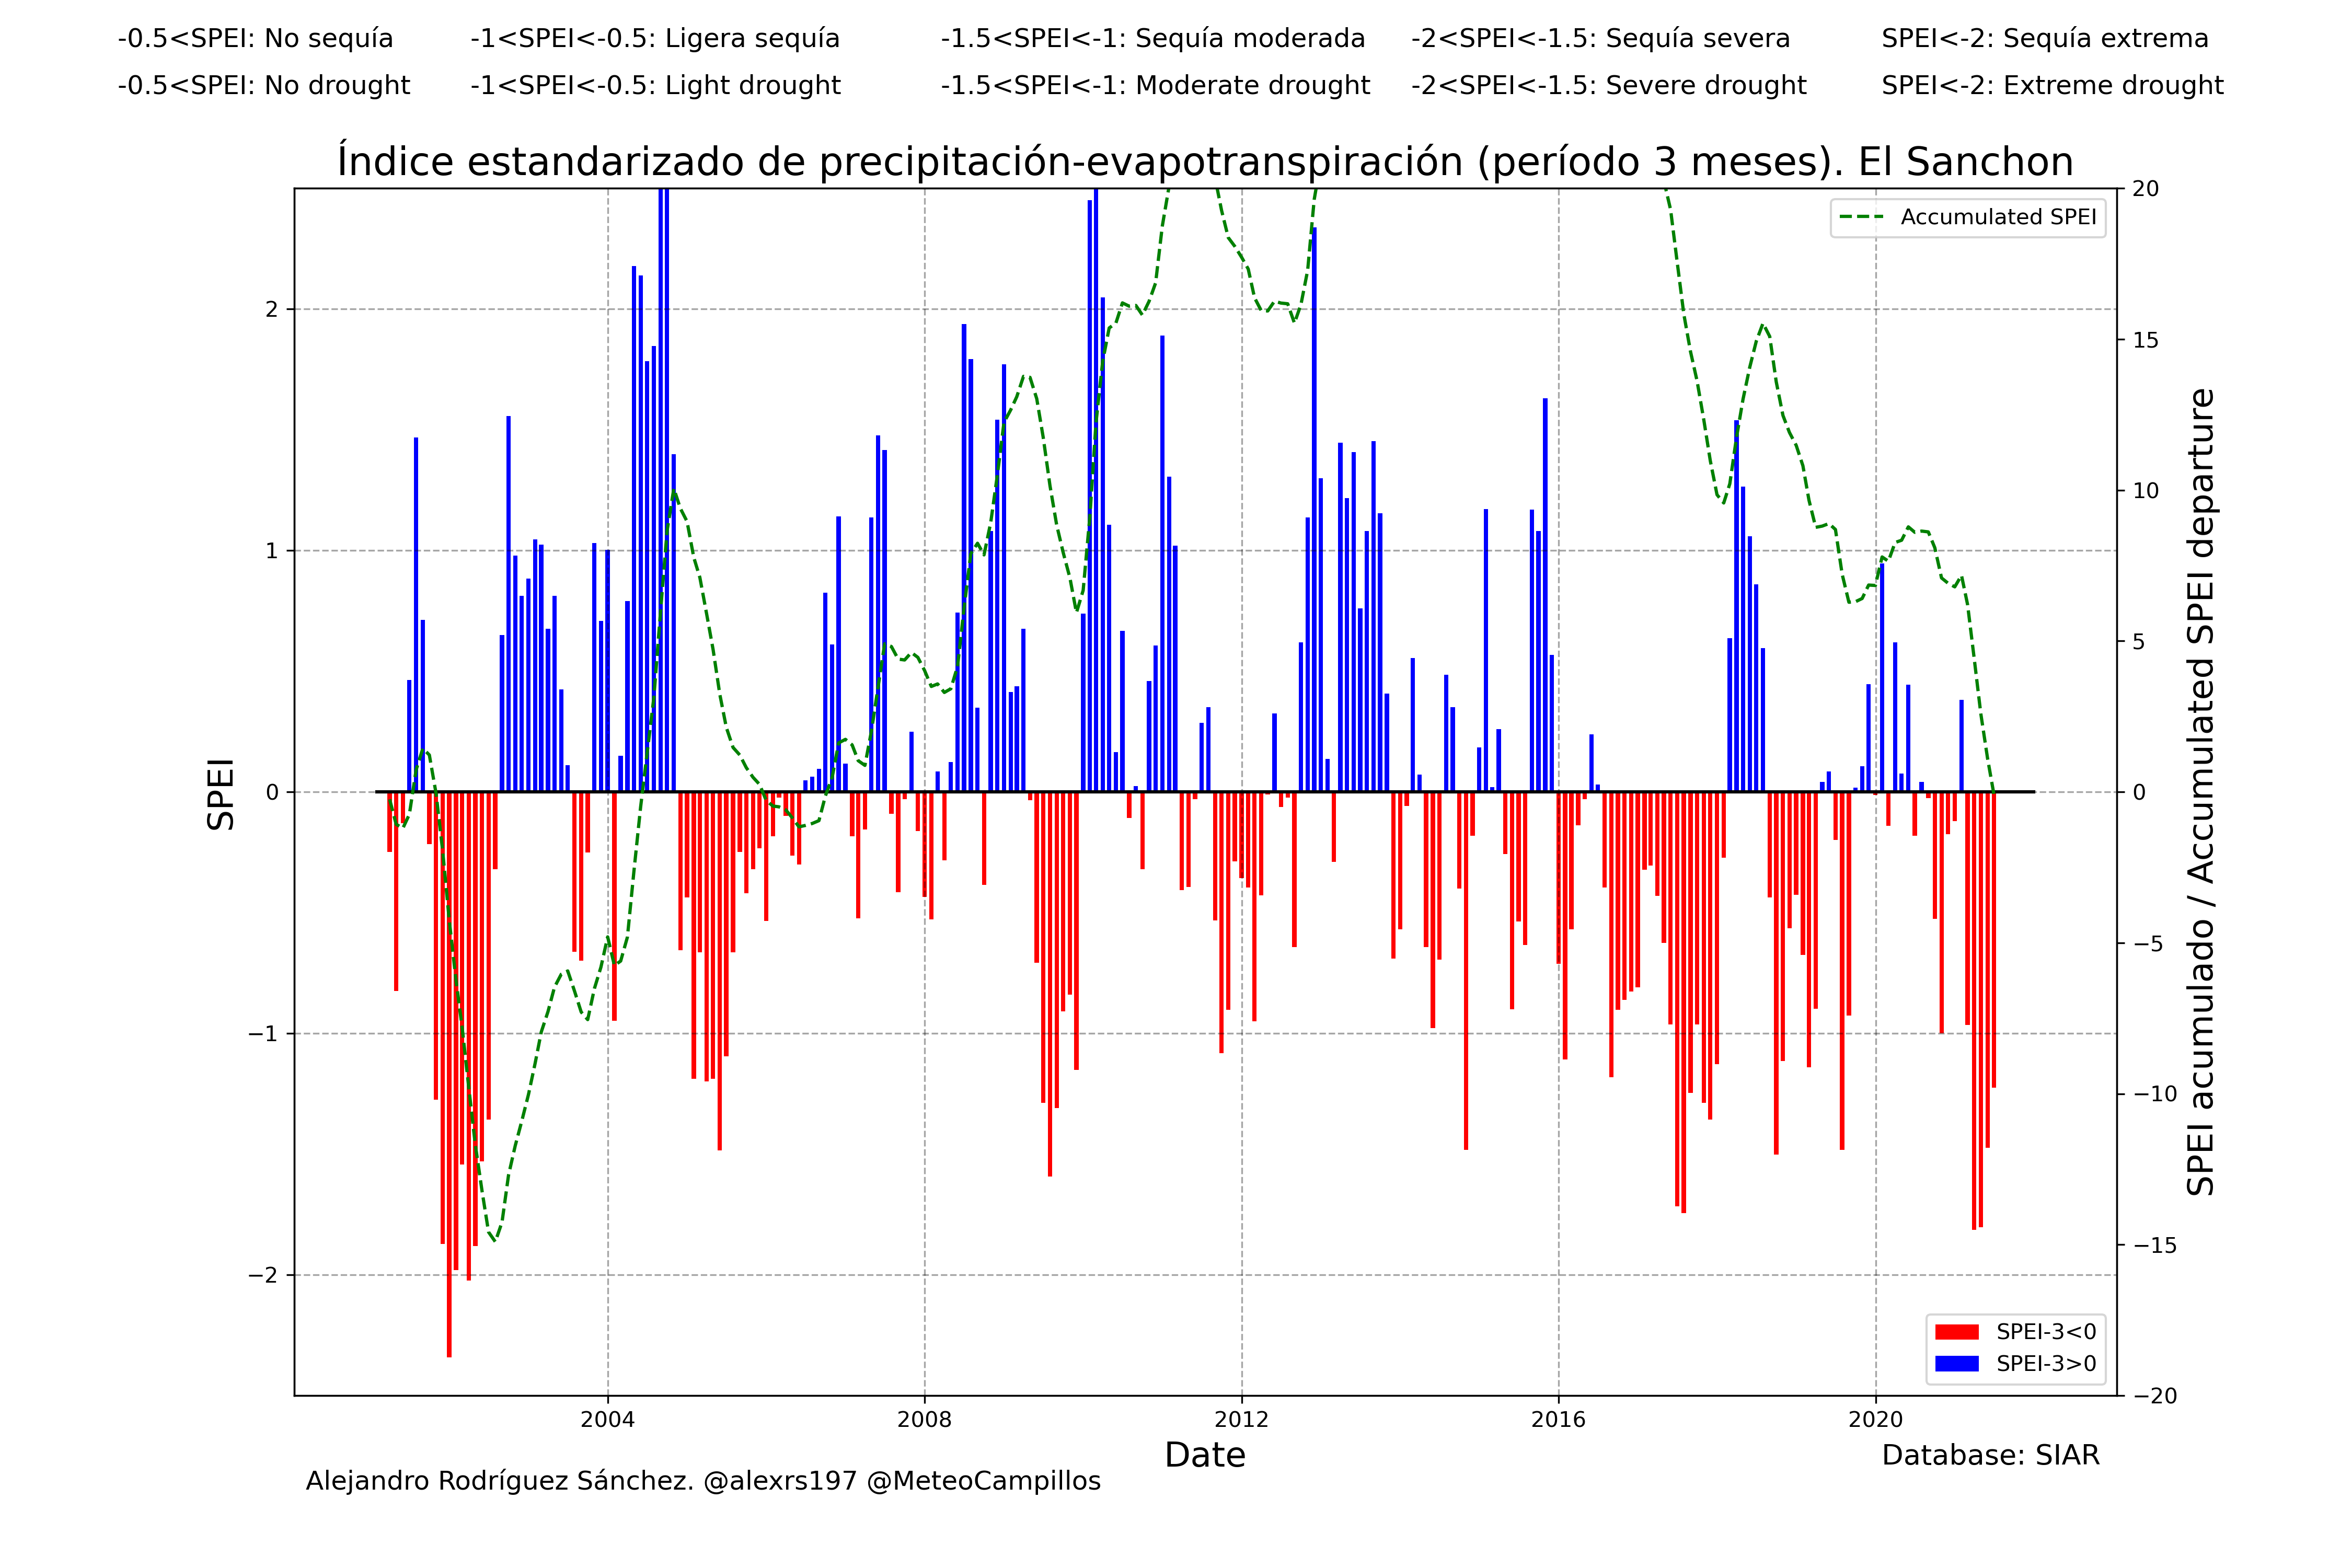 -0.5<SPEI: No sequía -1<SPEI<-0.5: Ligera sequía -1.5<SPEI<-1: Sequía moderada -2<SPEI<-1.5: Sequía severa SPEI<-2: Sequía extrema
-0.5<SPEI: No drought -1<SPEI<-0.5: Light drought -1.5<SPEI<-1: Moderate drought -2<SPEI<-1.5: Severe drought SPEI<-2: Extreme drought
Índice estandarizado de precipitación-evapotranspiración (período 3 meses). El Sanchon
Accumulated SPEI
SPEI
2
1
0
−1
−2
20
15
10
5
0
−5
−10
−15
−20
SPEI acumulado / Accumulated SPEI departure
SPEI-3<0
SPEI-3>0
2004 2008 2012 2016 2020
Date
Database: SIAR
Alejandro Rodríguez Sánchez. @alexrs197 @MeteoCampillos